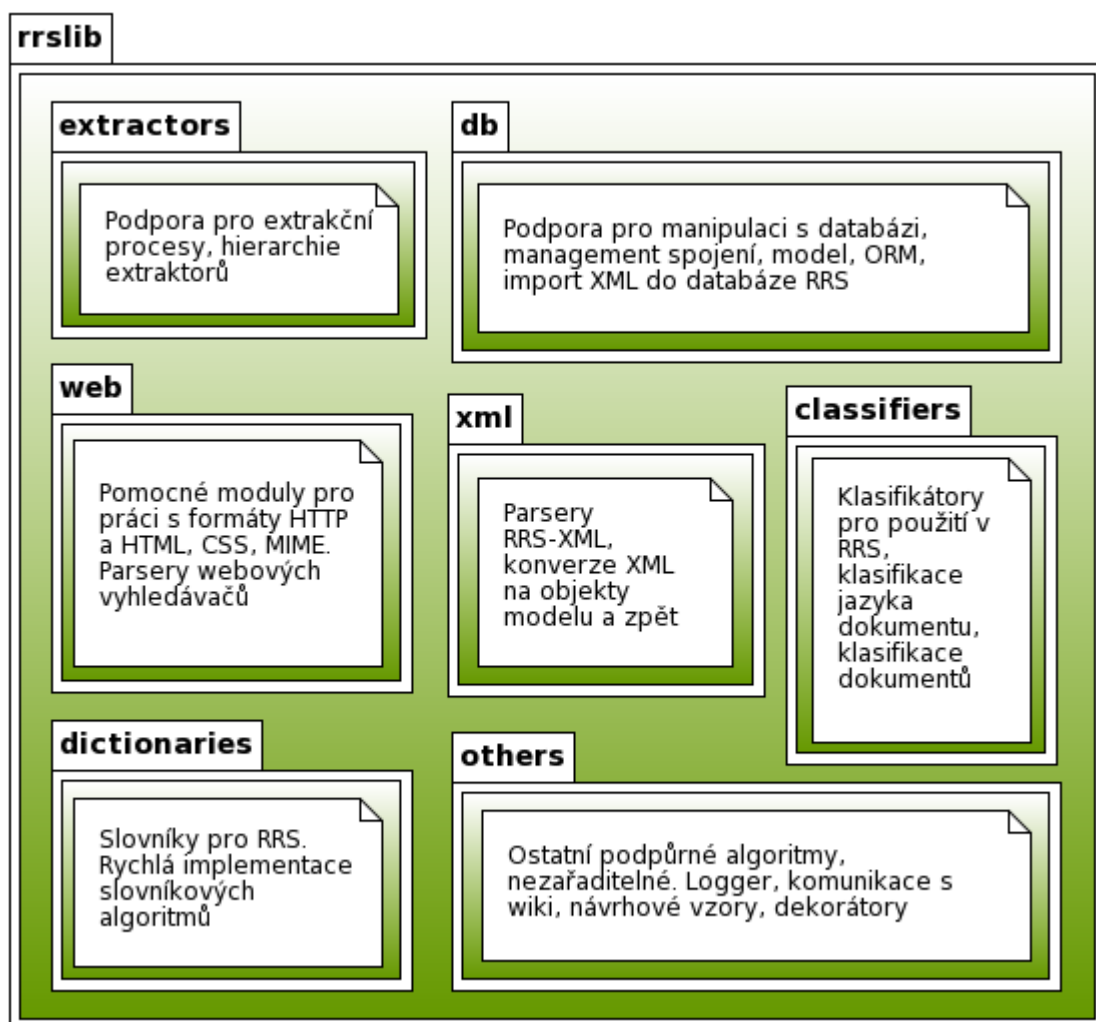 rrslib
extractors
Podpora pro extrakční
procesy, hierarchie
extraktorů
db
Podpora pro manipulaci s databázi,
management spojení, model, ORM,
import XML do databáze RRS
web
Pomocné moduly pro
práci s formáty HTTP
a HTML, CSS, MIME.
Parsery webových
vyhledávačů
xml
Parsery
RRS-XML,
konverze XML
na objekty
modelu a zpět
classifiers
Klasifikátory
pro použití v
RRS,
klasifikace
jazyka
dokumentu,
klasifikace
dokumentů
dictionaries
Slovníky pro RRS.
Rychlá implementace
slovníkových
algoritmů
others
Ostatní podpůrné algoritmy,
nezařaditelné. Logger, komunikace s
wiki, návrhové vzory, dekorátory